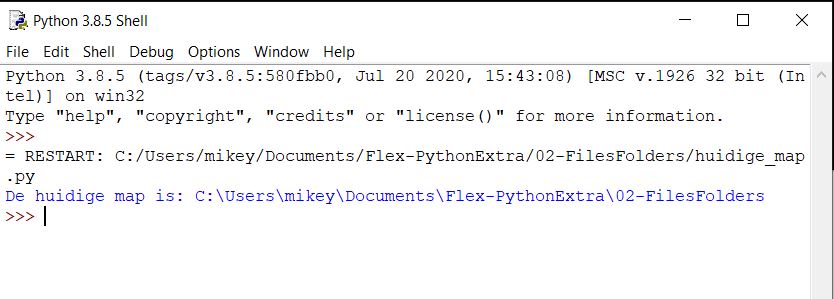 Python 3.8.5 Shell
File Edit Shell Debug Options Window Help
Python 3.8.5 (tags/v3.8.5:580fbb0, Jul 20 2020, 15:43:08) [MSC v.1926 32 bit (In
tel)] on win32
Type "help", "copyright", "credits" or "license()" for more information.
>>>
= RESTART: C:/Users/mikey/Documents/Flex-PythonExtra/02-FilesFolders/huidige_map
.py
De huidige map is: C:\Users\mikey\Documents\Flex-PythonExtra\02-FilesFolders
>>>